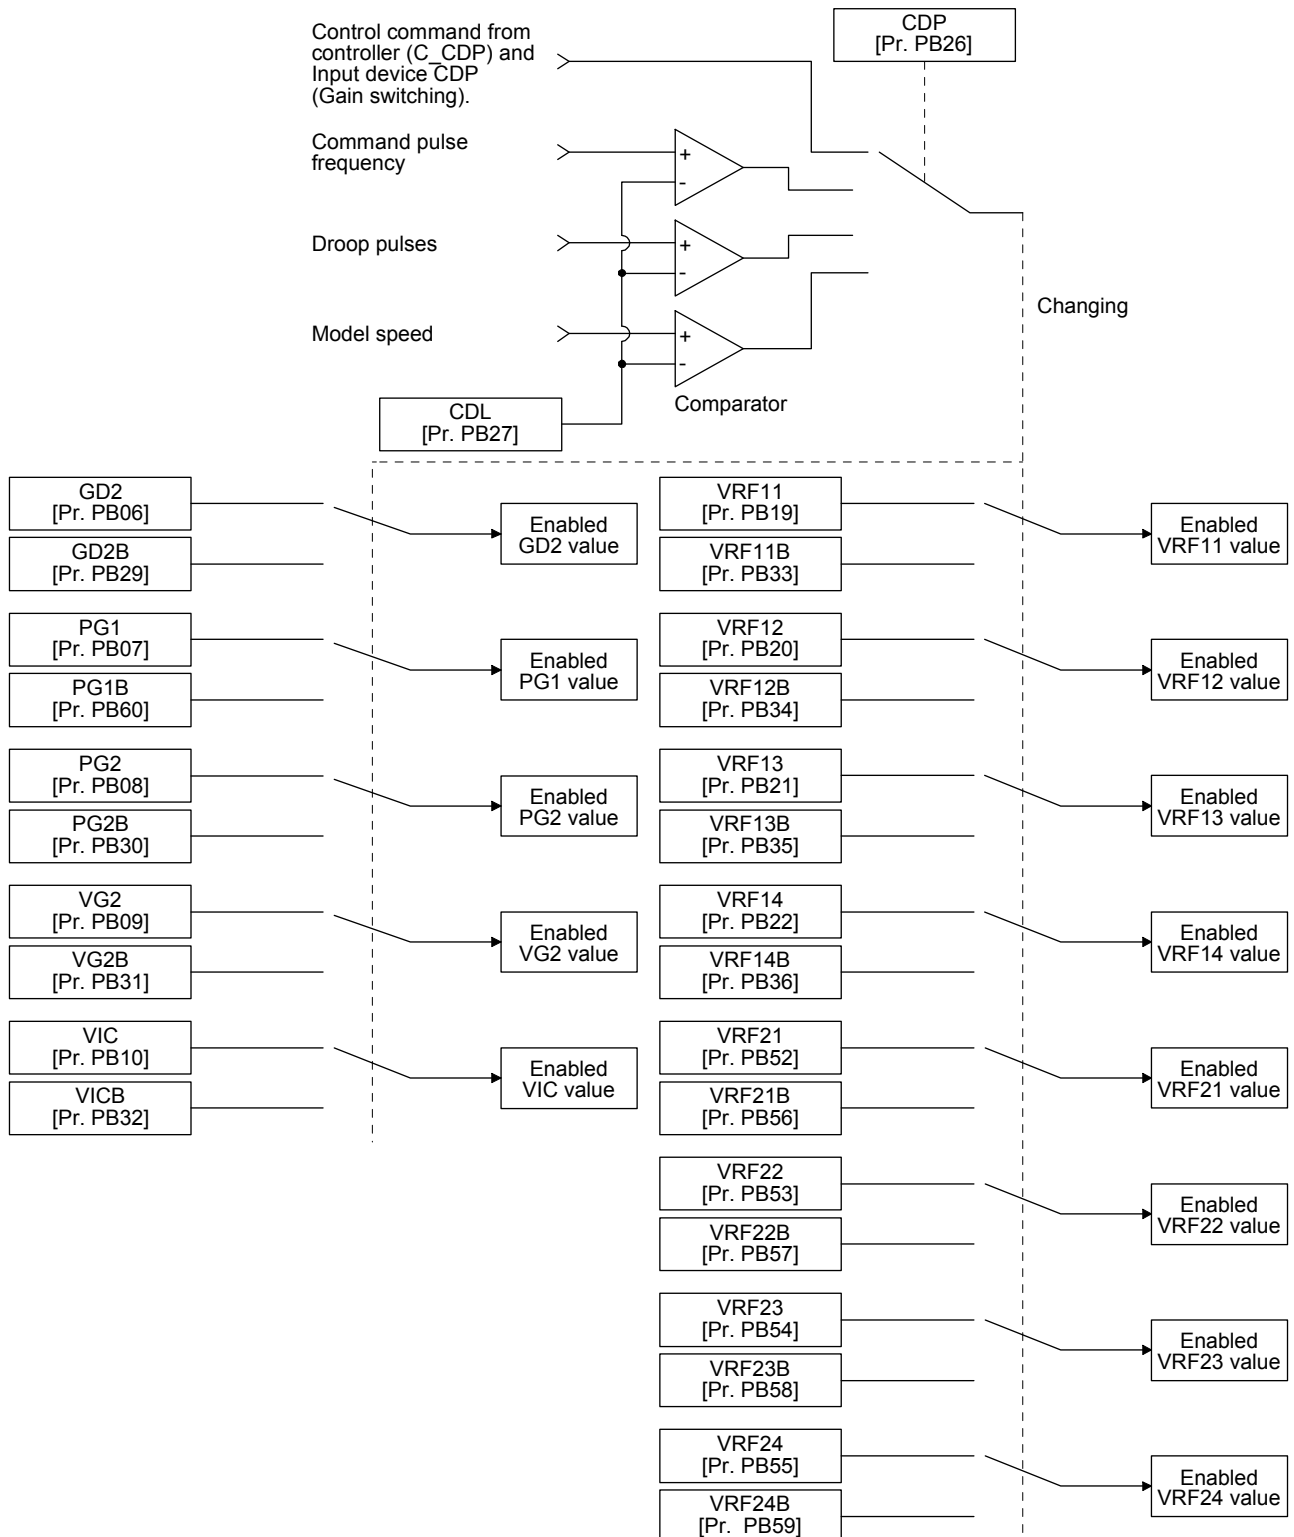 Control command from
controller (C_CDP) and
Input device CDP
(Gain switching).
CDP
[Pr. PB26]
Command pulse
frequency
+
-
Droop pulses
+
-
Model speed
+
-
Changing
Comparator
CDL
[Pr. PB27]
GD2
[Pr. PB06]
GD2B
[Pr. PB29]
Enabled
GD2 value
PG1
[Pr. PB07]
PG1B
[Pr. PB60]
Enabled
PG1 value
PG2
[Pr. PB08]
PG2B
[Pr. PB30]
Enabled
PG2 value
VG2
[Pr. PB09]
VG2B
[Pr. PB31]
Enabled
VG2 value
VIC
[Pr. PB10]
VICB
[Pr. PB32]
Enabled
VIC value
VRF11
[Pr. PB19]
VRF11B
[Pr. PB33]
Enabled
VRF11 value
VRF12
[Pr. PB20]
VRF12B
[Pr. PB34]
Enabled
VRF12 value
VRF13
[Pr. PB21]
VRF13B
[Pr. PB35]
Enabled
VRF13 value
VRF14
[Pr. PB22]
VRF14B
[Pr. PB36]
Enabled
VRF14 value
VRF21
[Pr. PB52]
VRF21B
[Pr. PB56]
Enabled
VRF21 value
VRF22
[Pr. PB53]
VRF22B
[Pr. PB57]
Enabled
VRF22 value
VRF23
[Pr. PB54]
VRF23B
[Pr. PB58]
Enabled
VRF23 value
VRF24
[Pr. PB55]
VRF24B
[Pr. PB59]
Enabled
VRF24 value